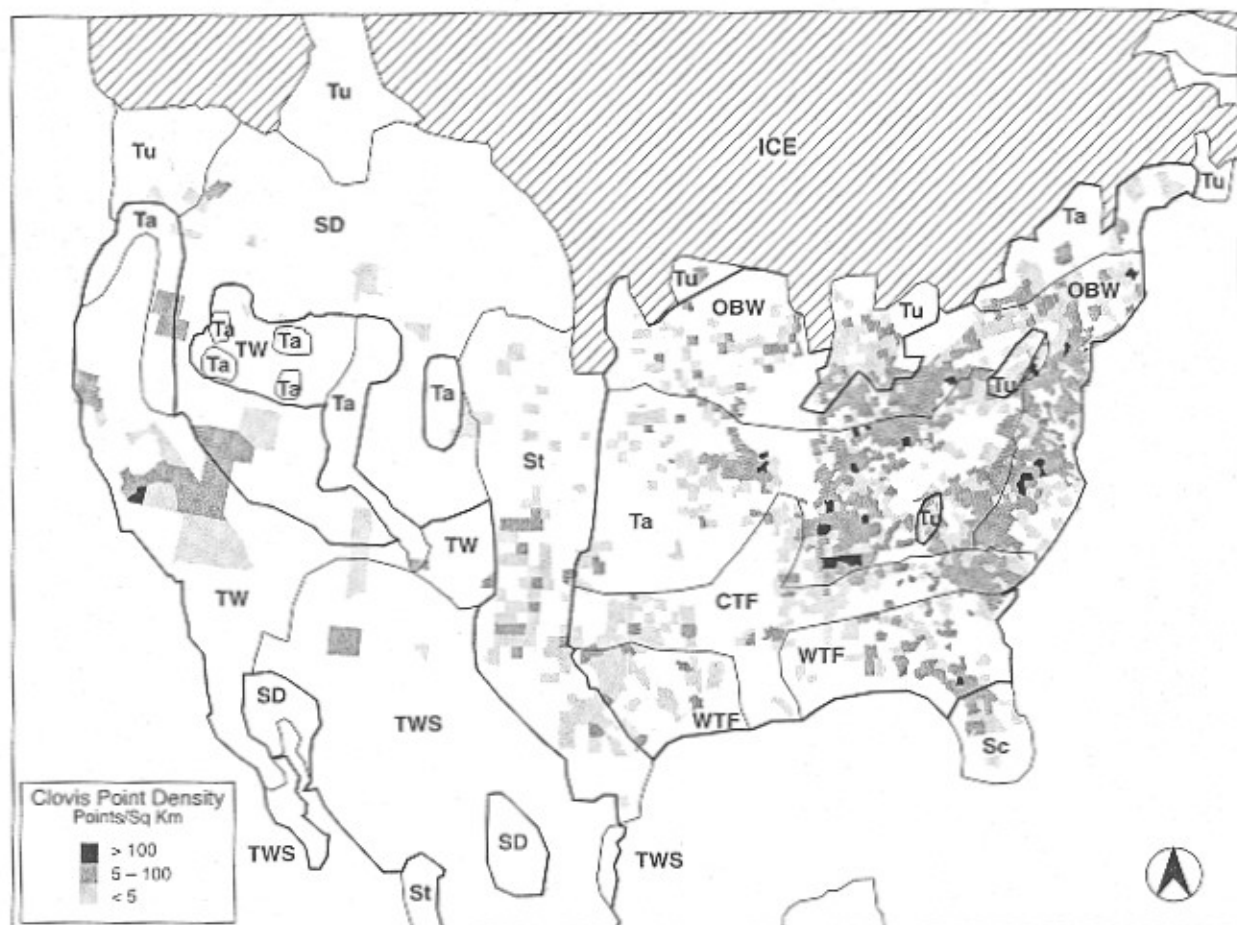 Tu
ICE
Tu
Tu
Ta
SD
Ta
Tu
OBW
Tu
OBW
Ta
Ta
TW
Ta
Ta
Ta
Ta
Tu
St
Ta
Tu
TW
TW
CTF
WTF
SD
TWS
WTF
Sc
Clovis Point Density
Points/Sq Km
> 100
5 – 100
< 5
TWS
SD
TWS
St